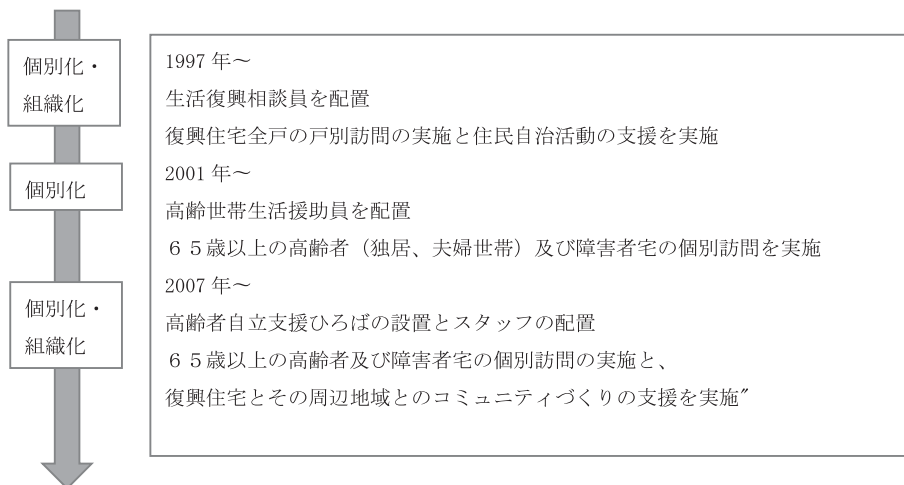 個別化・
組織化
1997 年～
生活復興相談員を配置
復興住宅全戸の戸別訪問の実施と住民自治活動の支援を実施
個別化
2001 年～
高齢世帯生活援助員を配置
６５歳以上の高齢者（独居、夫婦世帯）及び障害者宅の個別訪問を実施
個別化・
組織化
2007 年～
高齢者自立支援ひろばの設置とスタッフの配置
６５歳以上の高齢者及び障害者宅の個別訪問の実施と、
復興住宅とその周辺地域とのコミュニティづくりの支援を実施〞